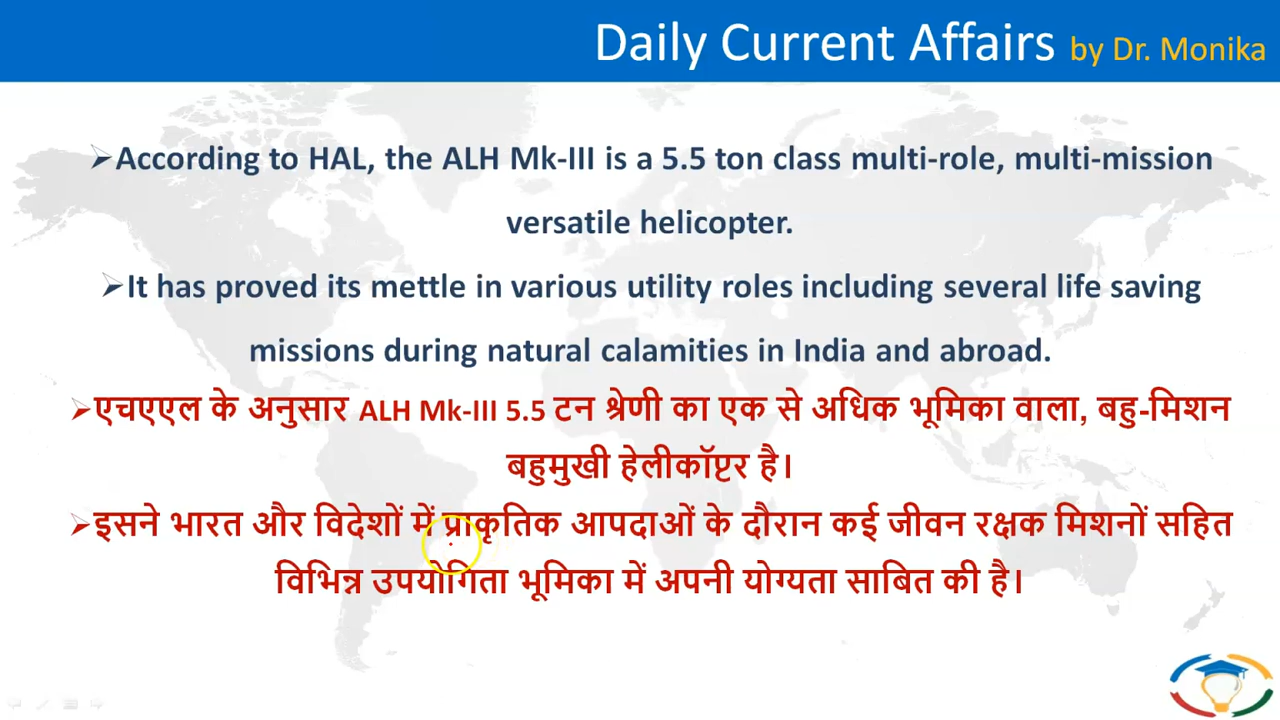 Daily Current Affairs by Dr. Monika
➢According to HAL, the ALH Mk-III is a 5.5 ton class multi-role, multi-mission
versatile helicopter.
➢It has proved its mettle in various utility roles including several life saving
missions during natural calamities in India and abroad.
➢एचएएल के अनुसार ALH Mk-III 5.5 टन श्रेणी का एक से अधिक भूमिका वाला, बहु-मिशन
बहुमुखी हेलीकॉप्टर है।
➢इसने भारत और विदेशों में प्राकृतिक आपदाओं के दौरान कई जीवन रक्षक मिशनों सहित
विभिन्न उपयोगिता भूमिका में अपनी योग्यता साबित की है।